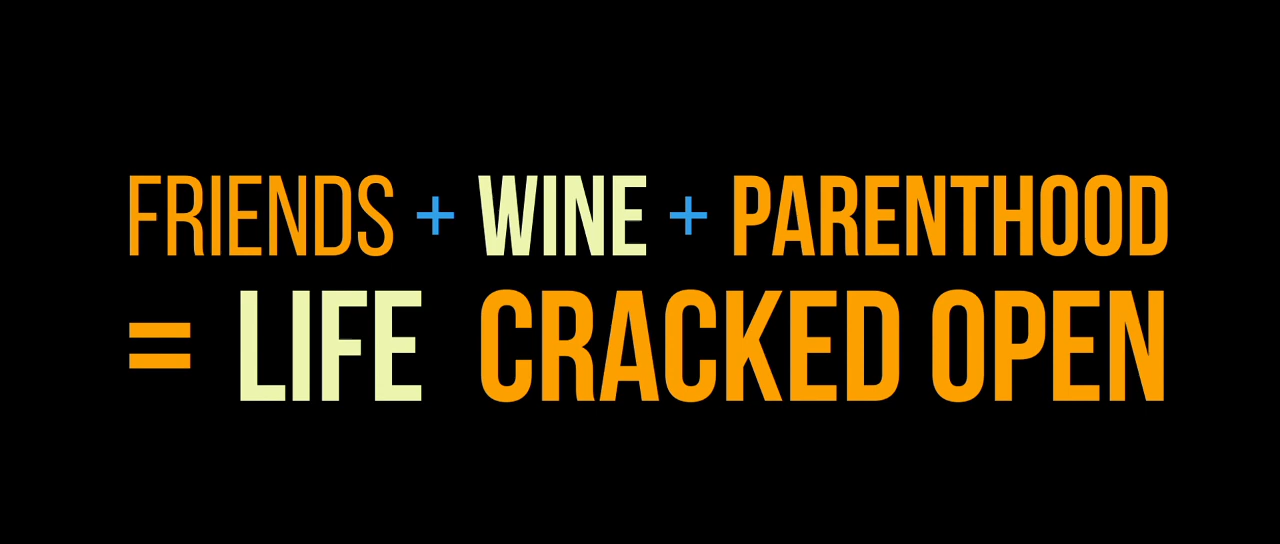 FRIENDS + WINE + PARENTHOOD
= LIFE CRACKED OPEN